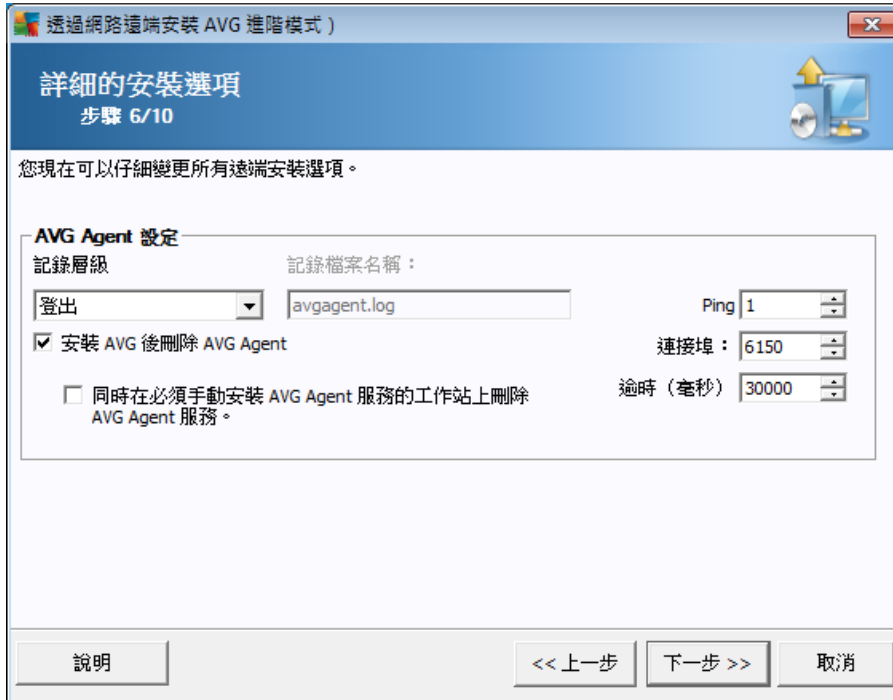 透過網路遠端安裝 AVG 進階模式 )
詳細的安裝選項
步驟 6/10
您現在可以仔細變更所有遠端安裝選項。
AVG Agent 設定
記錄層級
記錄檔案名稱：
登出
avgagent.log
Ping 1
安裝 AVG 後刪除 AVG Agent
連接埠： 6150
同時在必須手動安裝 AVG Agent 服務的工作站上刪除
AVG Agent 服務。
逾時（毫秒） 30000
說明
<< 上一步
下一步 >>
取消